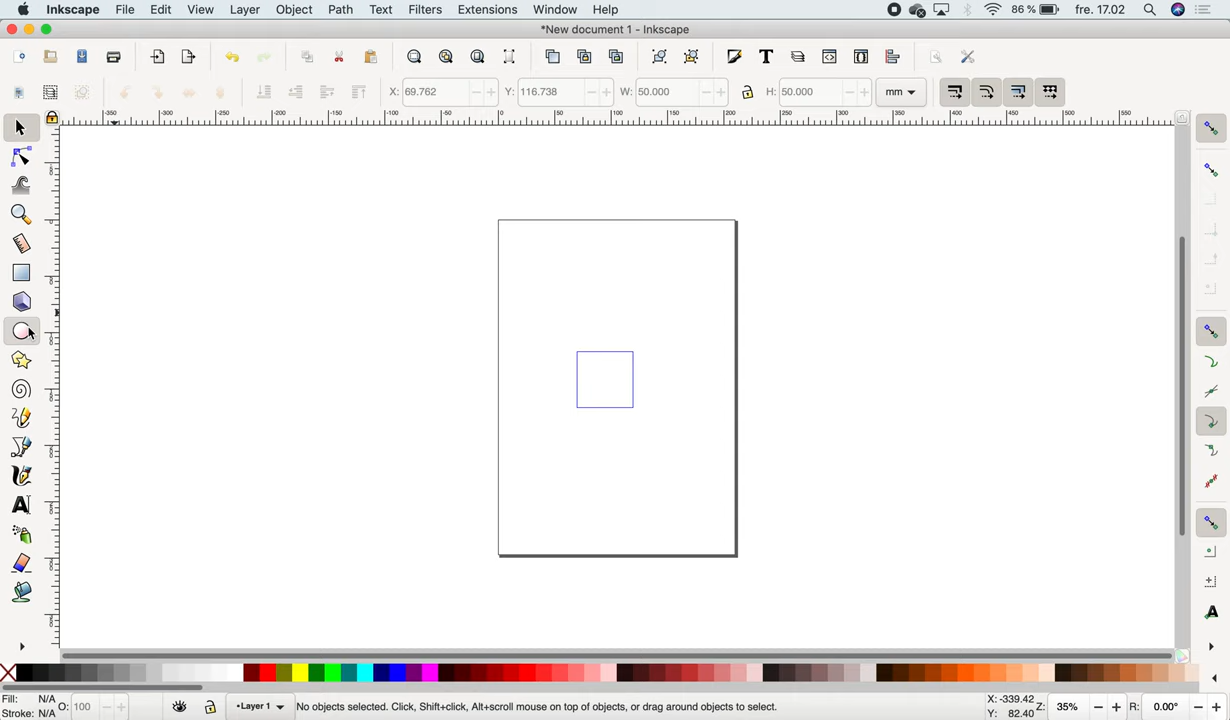 Inkscape File Edit View Layer Object Path Text Filters Extensions Window Help 86 % fre. 17.02
*New document 1 - Inkscape
X: 69.762 Y: 116.738 W: 50.000 H: 50.000 mm
-350 -300 -250 -200 -150 -100 -50 0 50 100 150 200 250 300 350 400 450 500 550
Fill: N/A O: 100 •Layer 1 No objects selected. Click, Shift+click, Alt+scroll mouse on top of objects, or drag around objects to select. X: -339.42 Z: 35% R: 0.00°
Stroke: N/A Y: 82.40